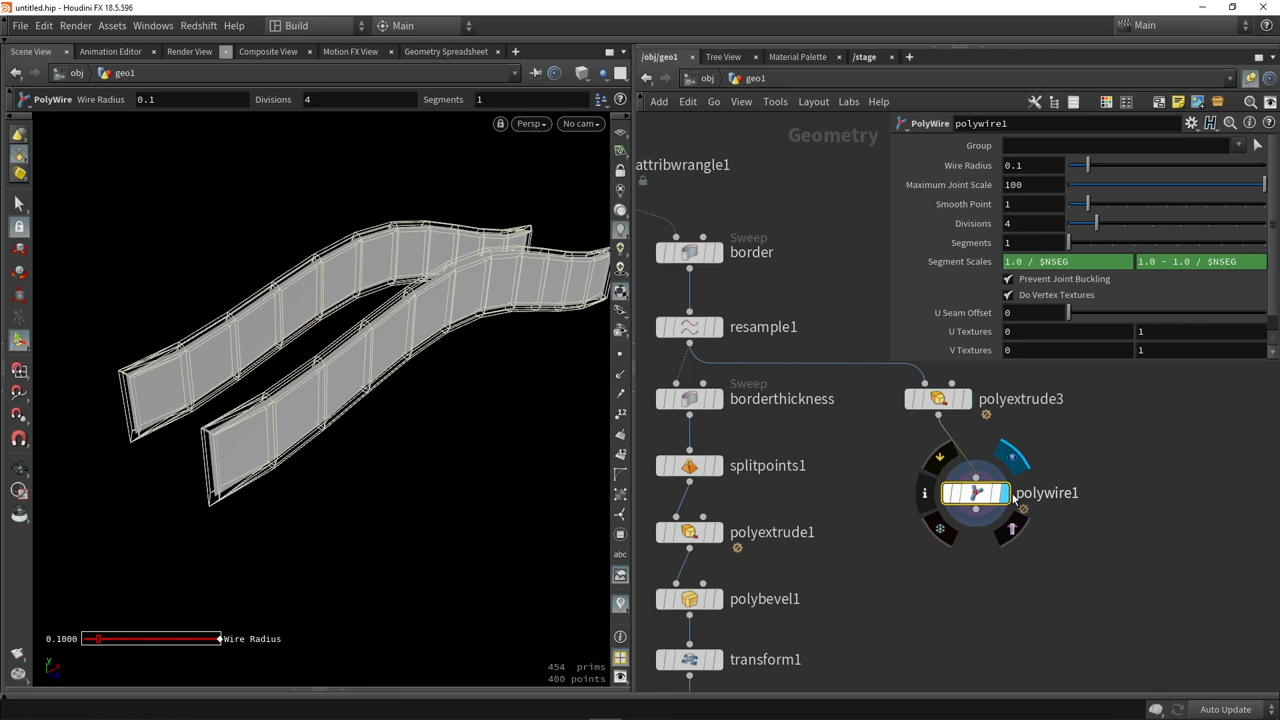 untitled.hip - Houdini FX 18.5.596
File Edit Render Assets Windows Redshift Help Build Main Main
Scene View Animation Editor Render View Composite View Motion FX View Geometry Spreadsheet
obj geo1
PolyWire Wire Radius 0.1 Divisions 4 Segments 1
Persp No cam
0.1000 Wire Radius
454 prims
400 points
12
12
abc
y
/obj/geo1 Tree View Material Palette /stage
obj geo1
Add Edit Go View Tools Layout Labs Help
Geometry
PolyWire polywire1
Group
Wire Radius 0.1
Maximum Joint Scale 100
Smooth Point 1
Divisions 4
Segments 1
Segment Scales 1.0 / $NSEG 1.0 - 1.0 / $NSEG
Prevent Joint Buckling
Do Vertex Textures
U Seam Offset 0
U Textures 0 1
V Textures 0 1
attribwrangle1
Sweep
border
resample1
Sweep
borderthickness
polyextrude3
splitpoints1
polywire1
polyextrude1
polybevel1
transform1
Auto Update